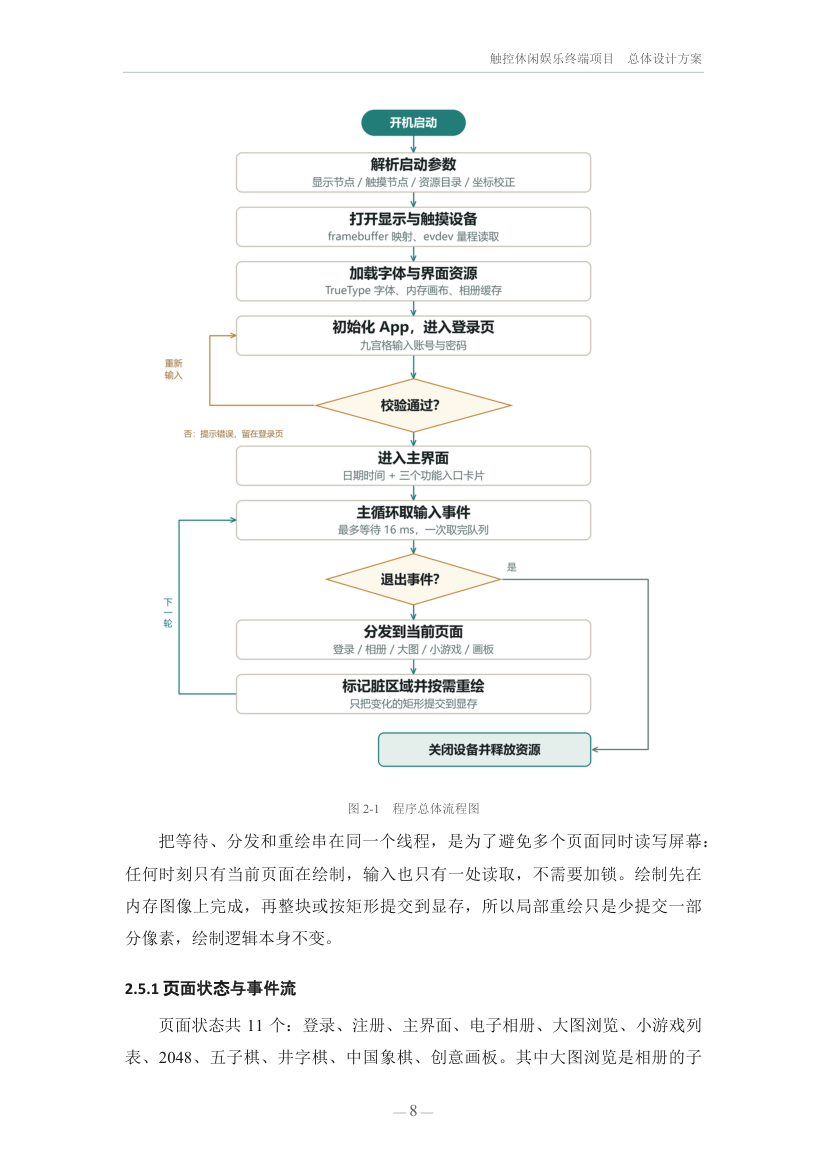 触控休闲娱乐终端项目 总体设计方案
开机启动
解析启动参数
显示节点 / 触摸节点 / 资源目录 / 坐标校正
打开显示与触摸设备
framebuffer 映射、evdev 量程读取
加载字体与界面资源
TrueType 字体、内存画布、相册缓存
初始化 App，进入登录页
九宫格输入账号与密码
重新
输入
校验通过？
否：提示错误，留在登录页
进入主界面
日期时间 + 三个功能入口卡片
主循环取输入事件
最多等待 16 ms，一次取完队列
退出事件？
是
下
一
轮
分发到当前页面
登录 / 相册 / 大图 / 小游戏 / 画板
标记脏区域并按需重绘
只把变化的矩形提交到显存
关闭设备并释放资源
图 2-1 程序总体流程图
把等待、分发和重绘串在同一个线程，是为了避免多个页面同时读写屏幕：
任何时刻只有当前页面在绘制，输入也只有一处读取，不需要加锁。绘制先在
内存图像上完成，再整块或按矩形提交到显存，所以局部重绘只是少提交一部
分像素，绘制逻辑本身不变。
2.5.1 页面状态与事件流
页面状态共 11 个：登录、注册、主界面、电子相册、大图浏览、小游戏列
表、2048、五子棋、井字棋、中国象棋、创意画板。其中大图浏览是相册的子
— 8 —